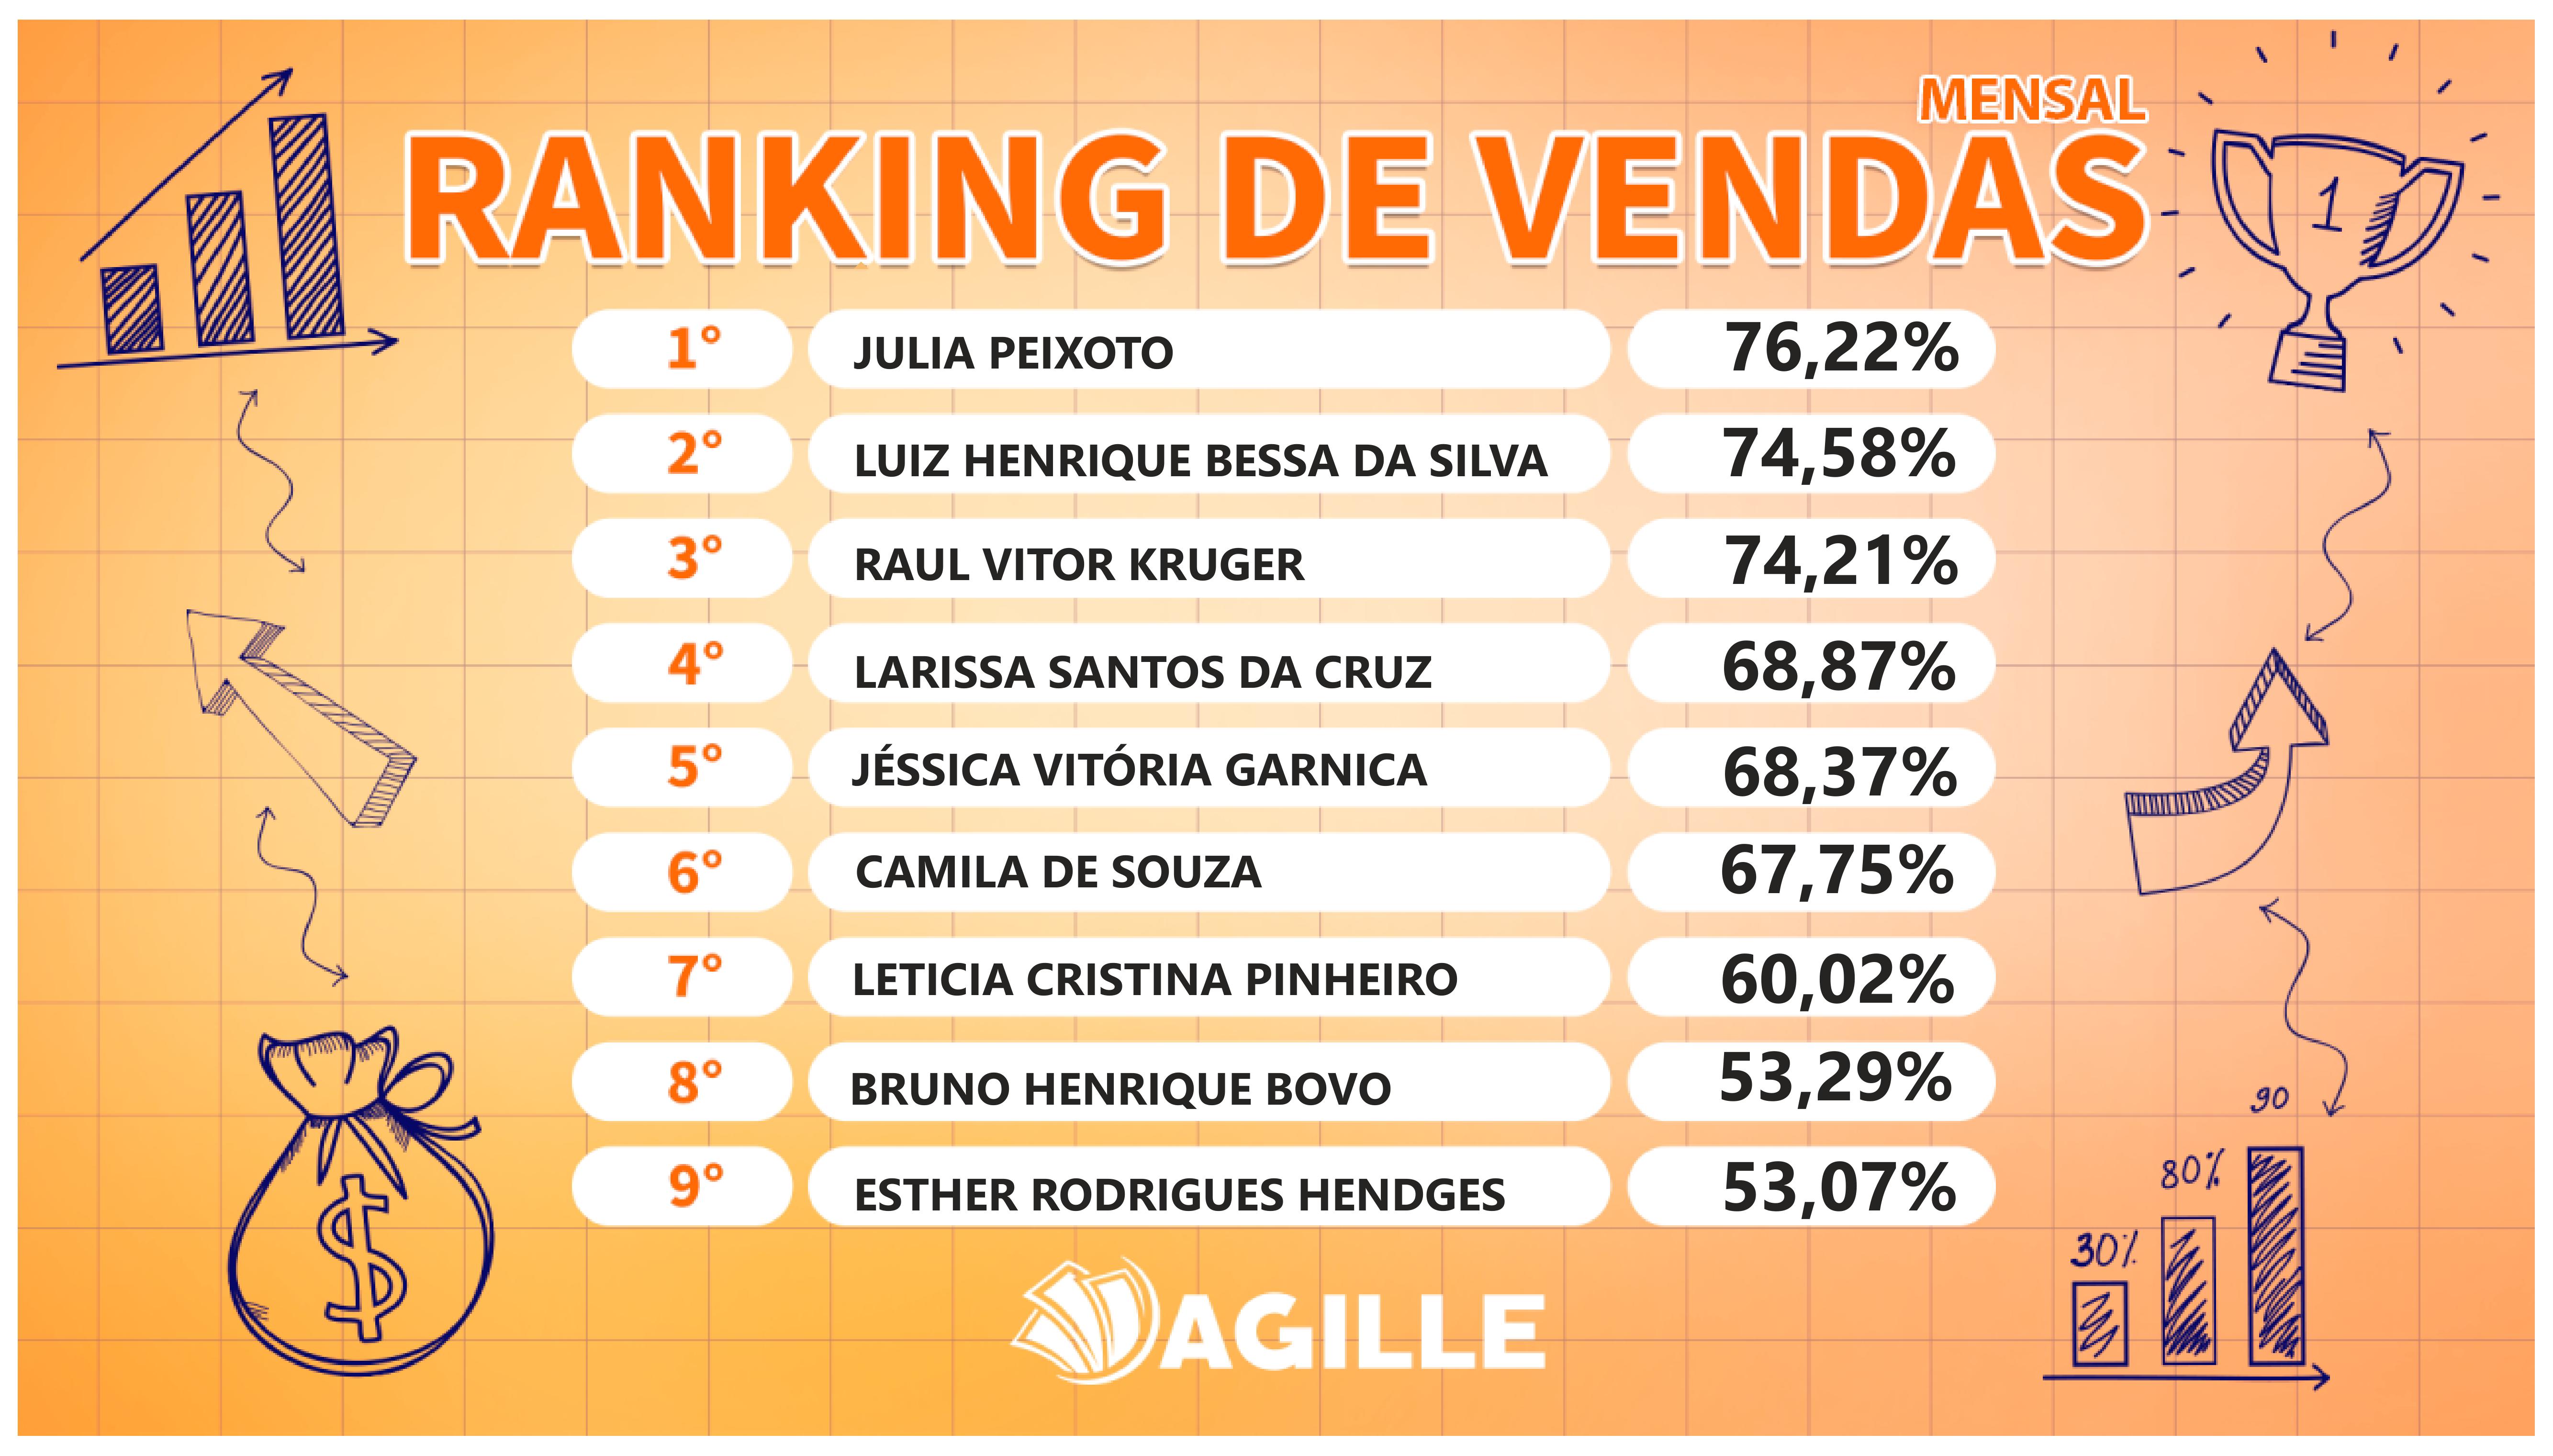 MENSAL
RANKING DE VENDAS
1
1° JULIA PEIXOTO 76,22%
2° LUIZ HENRIQUE BESSA DA SILVA 74,58%
3° RAUL VITOR KRUGER 74,21%
4° LARISSA SANTOS DA CRUZ 68,87%
5° JÉSSICA VITÓRIA GARNICA 68,37%
6° CAMILA DE SOUZA 67,75%
7° LETICIA CRISTINA PINHEIRO 60,02%
8° BRUNO HENRIQUE BOVO 53,29%
9° ESTHER RODRIGUES HENDGES 53,07%
$
90
80%
30%
AGILLE